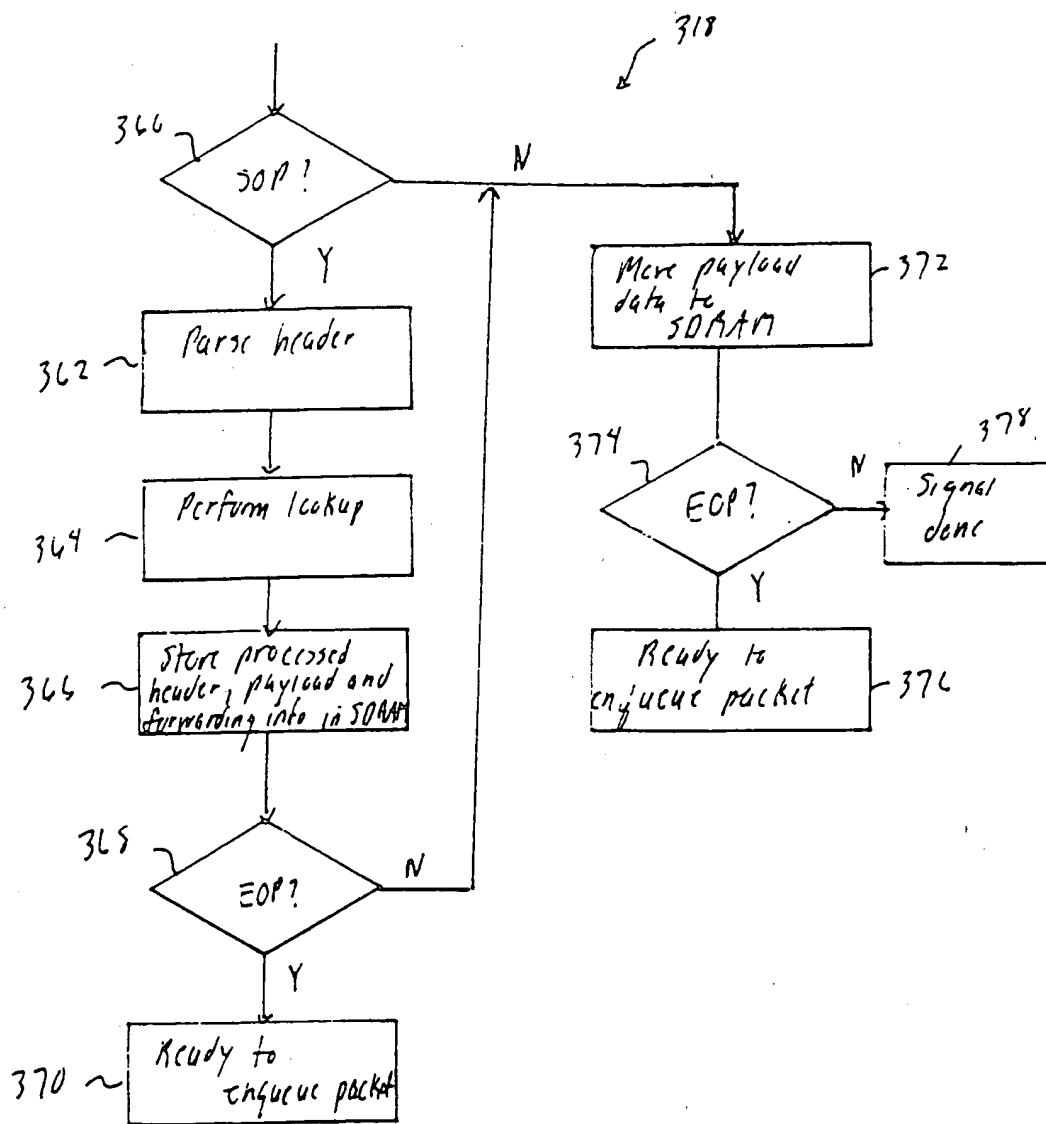 318
366
SOP?
N
Y
Parse header
362
Perform lookup
364
Store processed
header, payload and
forwarding info in SDRAM
366
368
EOP?
N
Y
Ready to
enqueue packet
370
Move payload
data to
SDRAM
372
374
EOP?
N
378
Signal
done
Y
Ready to
enqueue packet
376